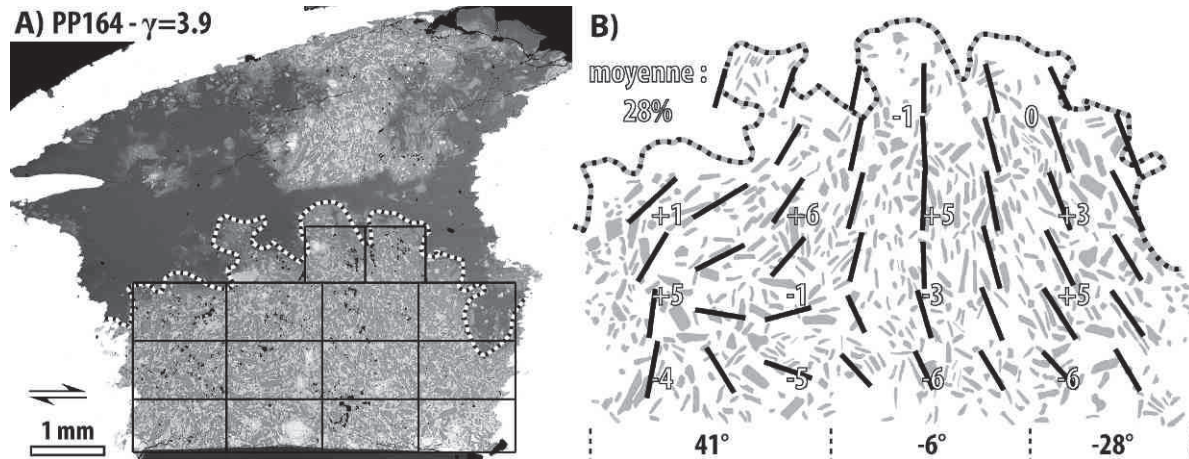 A) PP164 - γ=3.9
1 mm
B)
moyenne :
28%
-1 0
+1 +6 +5 +3
+5 -1 -3 +5
-4 -5 -6 -6
41° -6° -28°